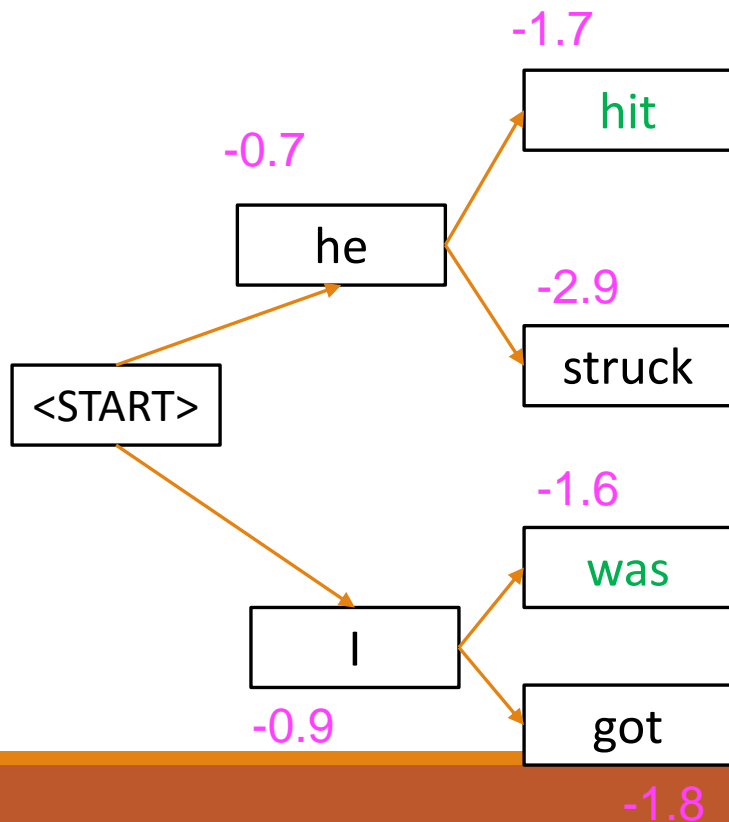 -1.7
hit
-0.7
he
-2.9
struck
<START>
-1.6
was
I
-0.9
got
-1.8